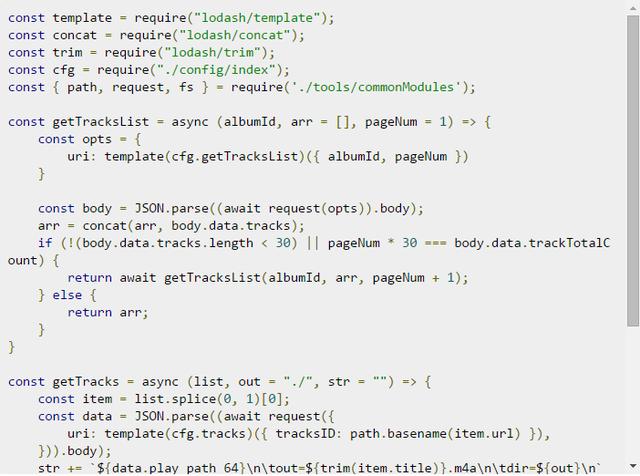 const template = require("lodash/template");
const concat = require("lodash/concat");
const trim = require("lodash/trim");
const cfg = require("./config/index");
const { path, request, fs } = require('./tools/commonModules');
const getTracksList = async (albumId, arr = [], pageNum = 1) => {
const opts = {
uri: template(cfg.getTracksList)({ albumId, pageNum })
}
const body = JSON.parse((await request(opts)).body);
arr = concat(arr, body.data.tracks);
if (!(body.data.tracks.length < 30) || pageNum * 30 === body.data.trackTotalC
ount) {
return await getTracksList(albumId, arr, pageNum + 1);
} else {
return arr;
}
}
const getTracks = async (list, out = "./", str = "") => {
const item = list.splice(0, 1)[0];
const data = JSON.parse((await request({
uri: template(cfg.tracks)({ tracksID: path.basename(item.url) }),
})).body);
str += `${data.play_path_64}\n\tout=${trim(item.title)}.m4a\n\tdir=${out}\n`